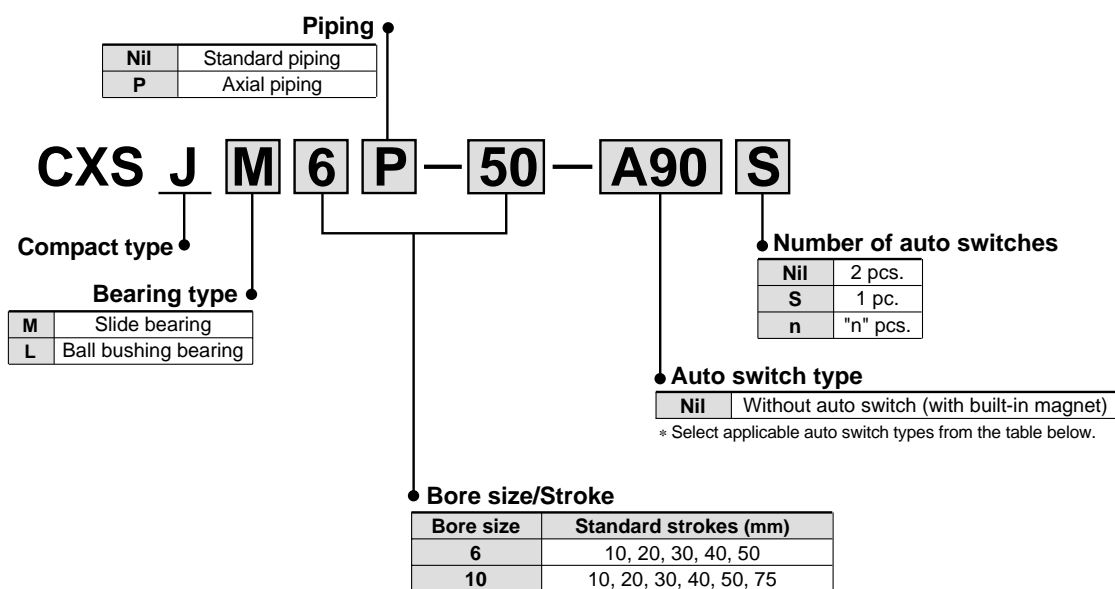 Piping
Nil Standard piping
P Axial piping
CXS J M 6 P — 50 — A90 S
Compact type
Number of auto switches
Nil 2 pcs.
S 1 pc.
n "n" pcs.
Bearing type
M Slide bearing
L Ball bushing bearing
Auto switch type
Nil Without auto switch (with built-in magnet)
∗ Select applicable auto switch types from the table below.
Bore size/Stroke
Bore size Standard strokes (mm)
6 10, 20, 30, 40, 50
10 10, 20, 30, 40, 50, 75